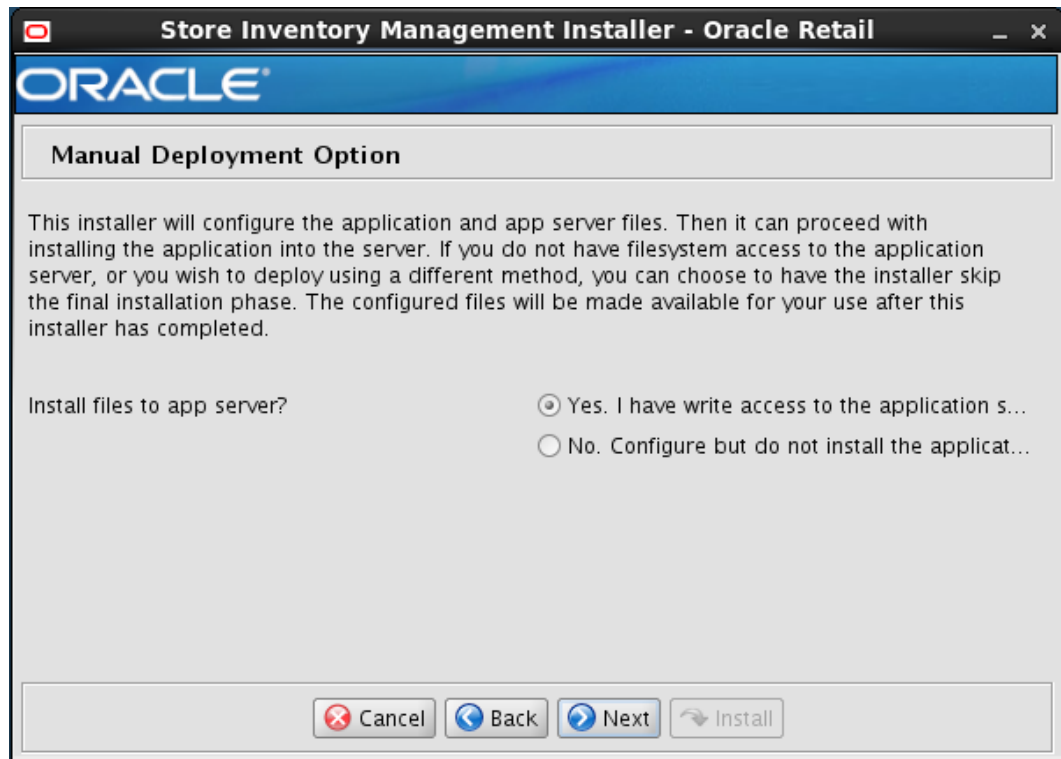 Store Inventory Management Installer - Oracle Retail
ORACLE
Manual Deployment Option
This installer will configure the application and app server files. Then it can proceed with
installing the application into the server. If you do not have filesystem access to the application
server, or you wish to deploy using a different method, you can choose to have the installer skip
the final installation phase. The configured files will be made available for your use after this
installer has completed.
Install files to app server?
Yes. I have write access to the application s...
No. Configure but do not install the applicat...
Cancel Back Next Install